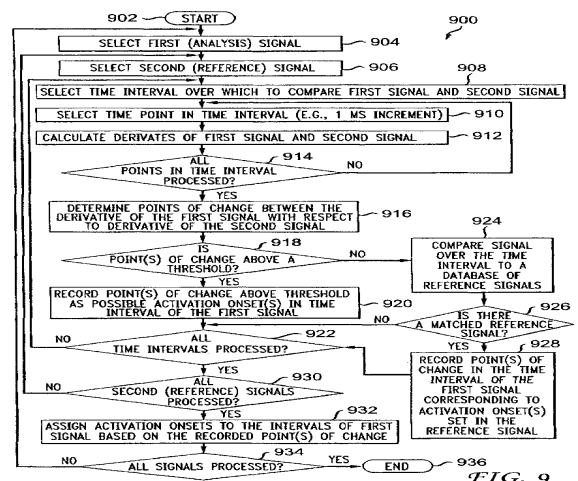 902
START
900
SELECT FIRST (ANALYSIS) SIGNAL
904
SELECT SECOND (REFERENCE) SIGNAL
906
908
SELECT TIME INTERVAL OVER WHICH TO COMPARE FIRST SIGNAL AND SECOND SIGNAL
SELECT TIME POINT IN TIME INTERVAL (E.G., 1 MS INCREMENT)
910
CALCULATE DERIVATES OF FIRST SIGNAL AND SECOND SIGNAL
912
914
ALL
POINTS IN TIME INTERVAL
PROCESSED?
NO
YES
DETERMINE POINTS OF CHANGE BETWEEN THE
DERIVATIVE OF THE FIRST SIGNAL WITH RESPECT
TO DERIVATIVE OF THE SECOND SIGNAL
916
918
IS
POINT(S) OF CHANGE ABOVE A
THRESHOLD?
NO
YES
924
COMPARE SIGNAL
OVER THE TIME
INTERVAL TO A
DATABASE OF
REFERENCE SIGNALS
RECORD POINT(S) OF CHANGE ABOVE THRESHOLD
AS POSSIBLE ACTIVATION ONSET(S) IN TIME
INTERVAL OF THE FIRST SIGNAL
920
926
IS THERE
A MATCHED REFERENCE
SIGNAL?
NO
YES
928
RECORD POINT(S) OF
CHANGE IN THE TIME
INTERVAL OF THE
FIRST SIGNAL
CORRESPONDING TO
ACTIVATION ONSET(S)
SET IN THE
REFERENCE SIGNAL
922
NO
ALL
TIME INTERVALS PROCESSED?
YES
930
NO
ALL
SECOND (REFERENCE) SIGNALS
PROCESSED?
YES
932
ASSIGN ACTIVATION ONSETS TO THE INTERVALS OF FIRST
SIGNAL BASED ON THE RECORDED POINT(S) OF CHANGE
934
NO
ALL SIGNALS PROCESSED?
YES
END
936
FIG. 9